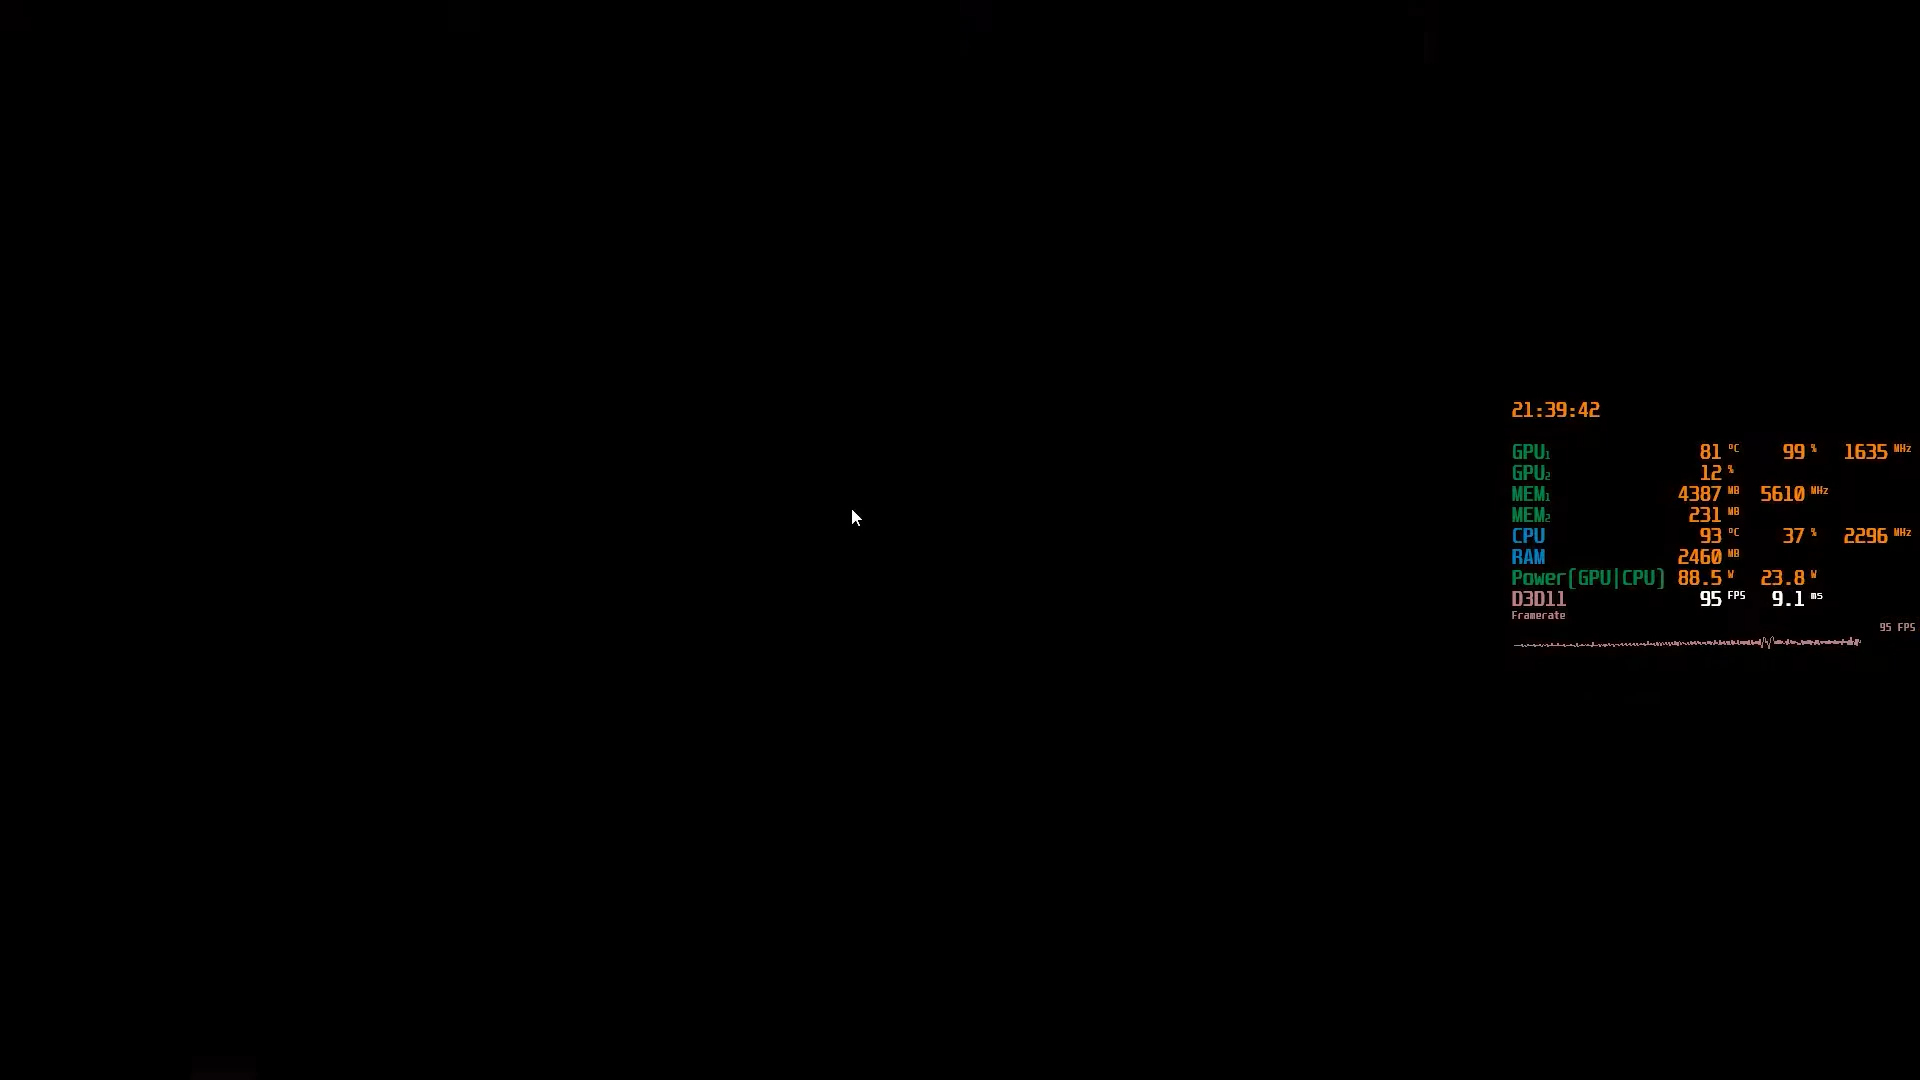 21:39:42
GPU1 81 °C 99 % 1635 MHz
GPU2 12 %
MEM1 4387 MB 5610 MHz
MEM2 231 MB
CPU 93 °C 37 % 2296 MHz
RAM 2460 MB
Power[GPU|CPU] 88.5 W 23.8 W
D3D11 95 FPS 9.1 ms
Framerate
95 FPS